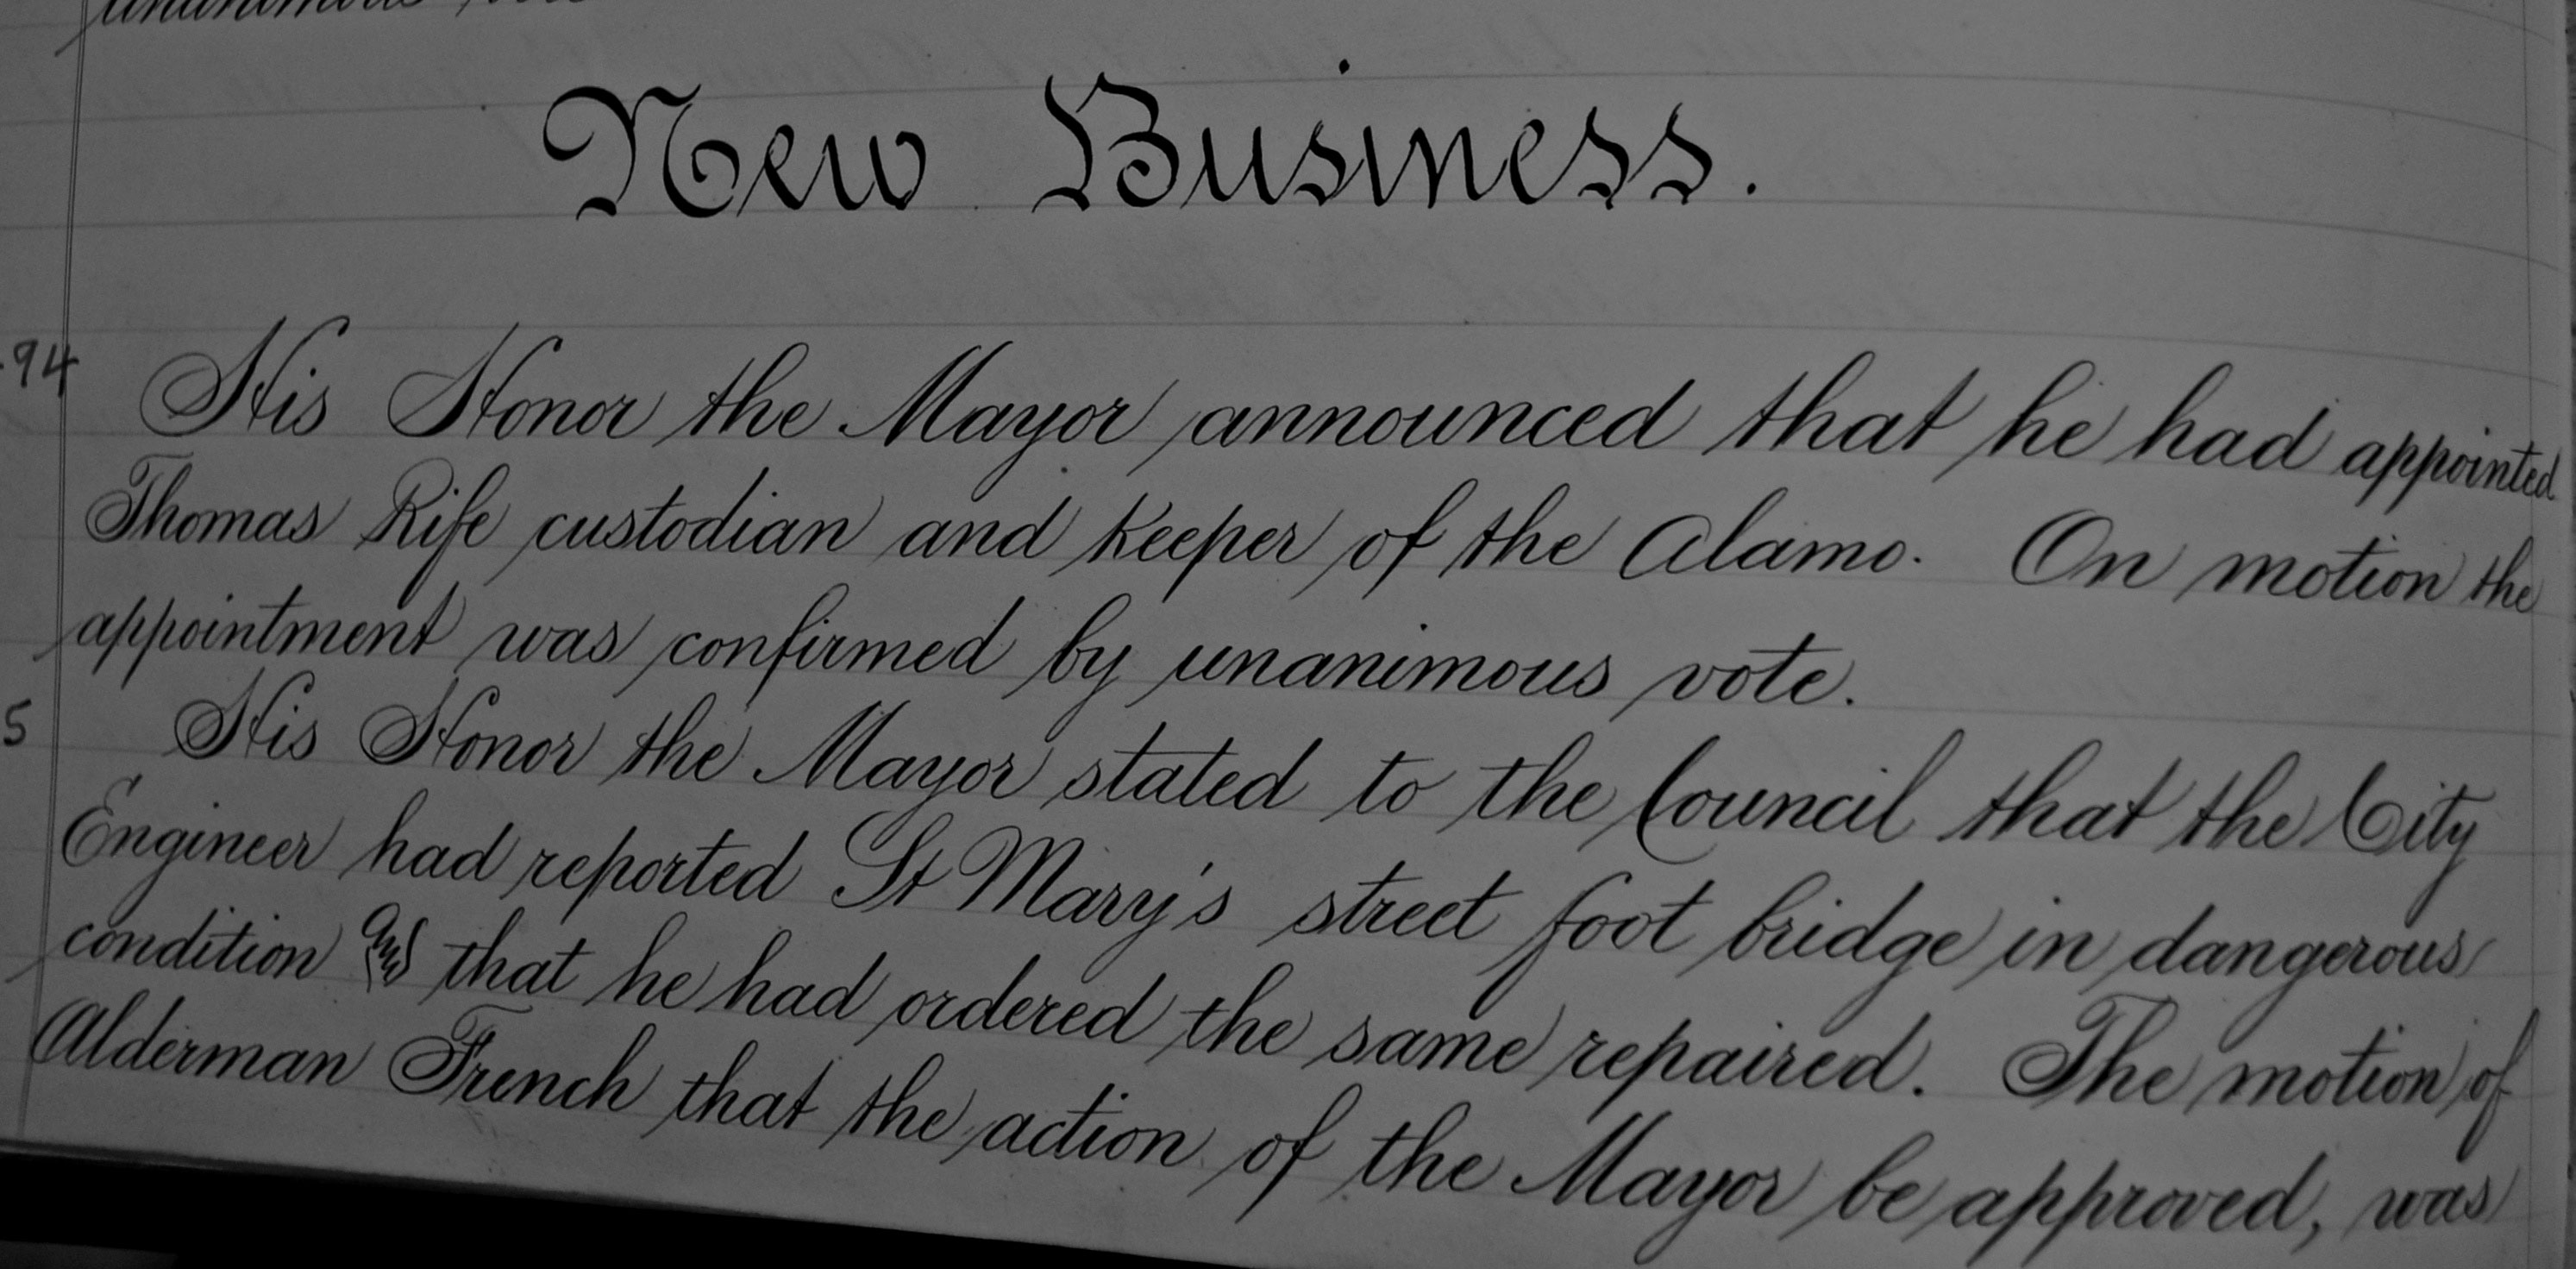 unanimous vote
New Business.
94 His Honor the Mayor announced that he had appointed
Thomas Rife custodian and keeper of the Alamo. On motion the
appointment was confirmed by unanimous vote.
5 His Honor the Mayor stated to the Council that the City
Engineer had reported St Mary's street foot bridge in dangerous
condition and that he had ordered the same repaired. The motion of
Alderman French that the action of the Mayor be approved, was